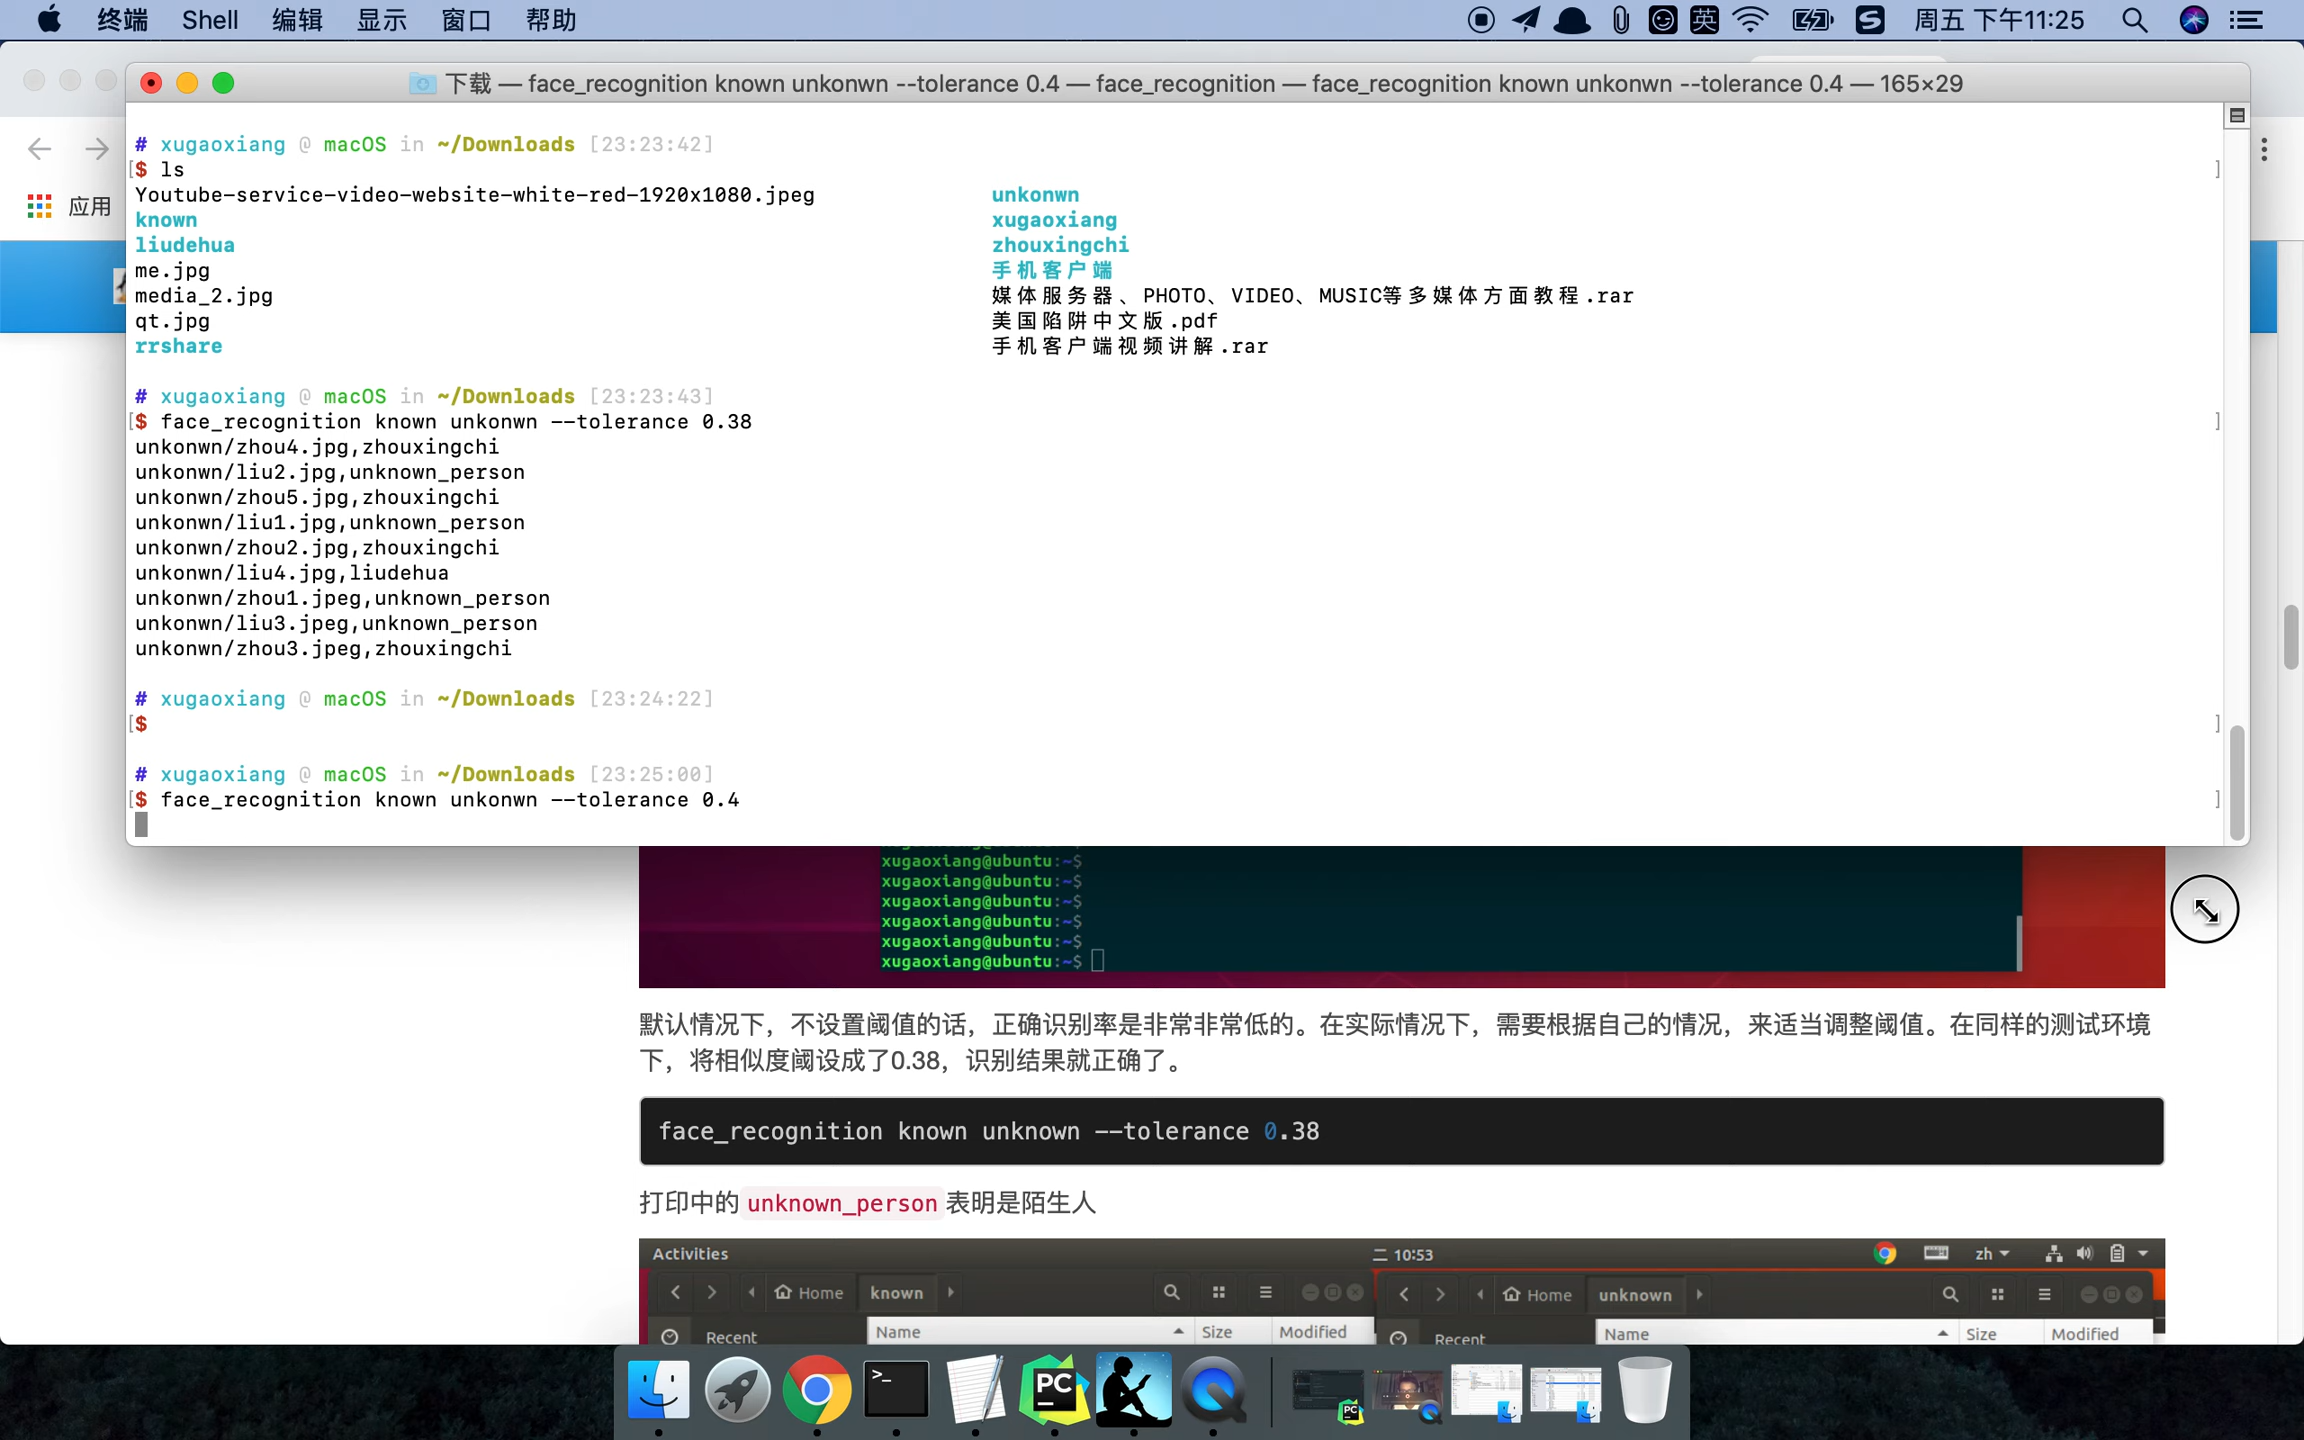 终端 Shell 编辑 显示 窗口 帮助 英 周五 下午11:25
下载 — face_recognition known unkonwn --tolerance 0.4 — face_recognition — face_recognition known unkonwn --tolerance 0.4 — 165×29
# xugaoxiang @ macOS in ~/Downloads [23:23:42]
[$ ls ]
Youtube-service-video-website-white-red-1920x1080.jpeg unkonwn
known xugaoxiang
liudehua zhouxingchi
me.jpg 手机客户端
media_2.jpg 媒体服务器、PHOTO、VIDEO、MUSIC等多媒体方面教程.rar
qt.jpg 美国陷阱中文版.pdf
rrshare 手机客户端视频讲解.rar
# xugaoxiang @ macOS in ~/Downloads [23:23:43]
[$ face_recognition known unkonwn --tolerance 0.38 ]
unkonwn/zhou4.jpg,zhouxingchi
unkonwn/liu2.jpg,unknown_person
unkonwn/zhou5.jpg,zhouxingchi
unkonwn/liu1.jpg,unknown_person
unkonwn/zhou2.jpg,zhouxingchi
unkonwn/liu4.jpg,liudehua
unkonwn/zhou1.jpeg,unknown_person
unkonwn/liu3.jpeg,unknown_person
unkonwn/zhou3.jpeg,zhouxingchi
# xugaoxiang @ macOS in ~/Downloads [23:24:22]
[$ ]
# xugaoxiang @ macOS in ~/Downloads [23:25:00]
[$ face_recognition known unkonwn --tolerance 0.4 ]
应用
xugaoxiang@ubuntu:~$
xugaoxiang@ubuntu:~$
xugaoxiang@ubuntu:~$
xugaoxiang@ubuntu:~$
xugaoxiang@ubuntu:~$
xugaoxiang@ubuntu:~$
默认情况下，不设置阈值的话，正确识别率是非常非常低的。在实际情况下，需要根据自己的情况，来适当调整阈值。在同样的测试环境
下，将相似度阈设成了0.38，识别结果就正确了。
face_recognition known unknown --tolerance 0.38
打印中的 unknown_person 表明是陌生人
Activities 二 10:53 zh
Home known Home unknown
Recent Name Size Modified Recent Name Size Modified
PC